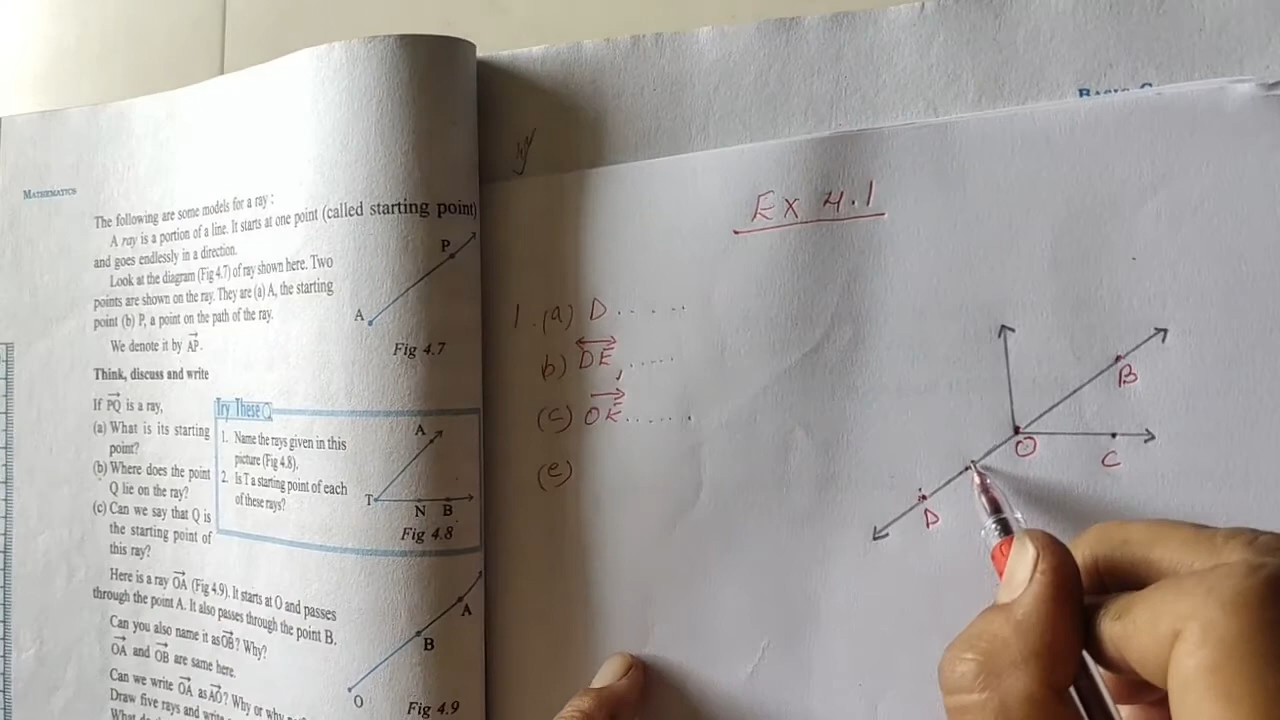 MATHEMATICS
The following are some models for a ray :
A ray is a portion of a line. It starts at one point (called starting point)
and goes endlessly in a direction.
Look at the diagram (Fig 4.7) of ray shown here. Two
points are shown on the ray. They are (a) A, the starting
point (b) P, a point on the path of the ray.
We denote it by AP.
P
A
Fig 4.7
Think, discuss and write
If PQ is a ray,
(a) What is its starting
point?
(b) Where does the point
Q lie on the ray?
(c) Can we say that Q is
the starting point of
this ray?
Try These
1. Name the rays given in this
picture (Fig 4.8).
2. Is T a starting point of each
of these rays?
A
T
N B
Fig 4.8
Here is a ray OA (Fig 4.9). It starts at O and passes
through the point A. It also passes through the point B.
Can you also name it as OB? Why?
OA and OB are same here.
Can we write OA as AO? Why or why
Draw five rays and write
A
B
O
Fig 4.9
BASIC
Ex 4.1
1. (a) D......
b) DE, .....
(c) OE.......
(e)
B
O
C
D